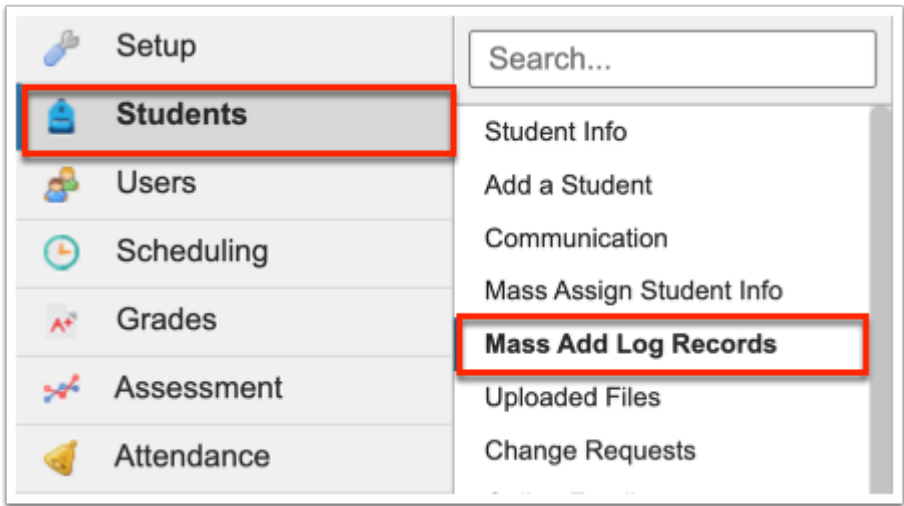 Setup
Students
Users
Scheduling
Grades
Assessment
Attendance
Search...
Student Info
Add a Student
Communication
Mass Assign Student Info
Mass Add Log Records
Uploaded Files
Change Requests